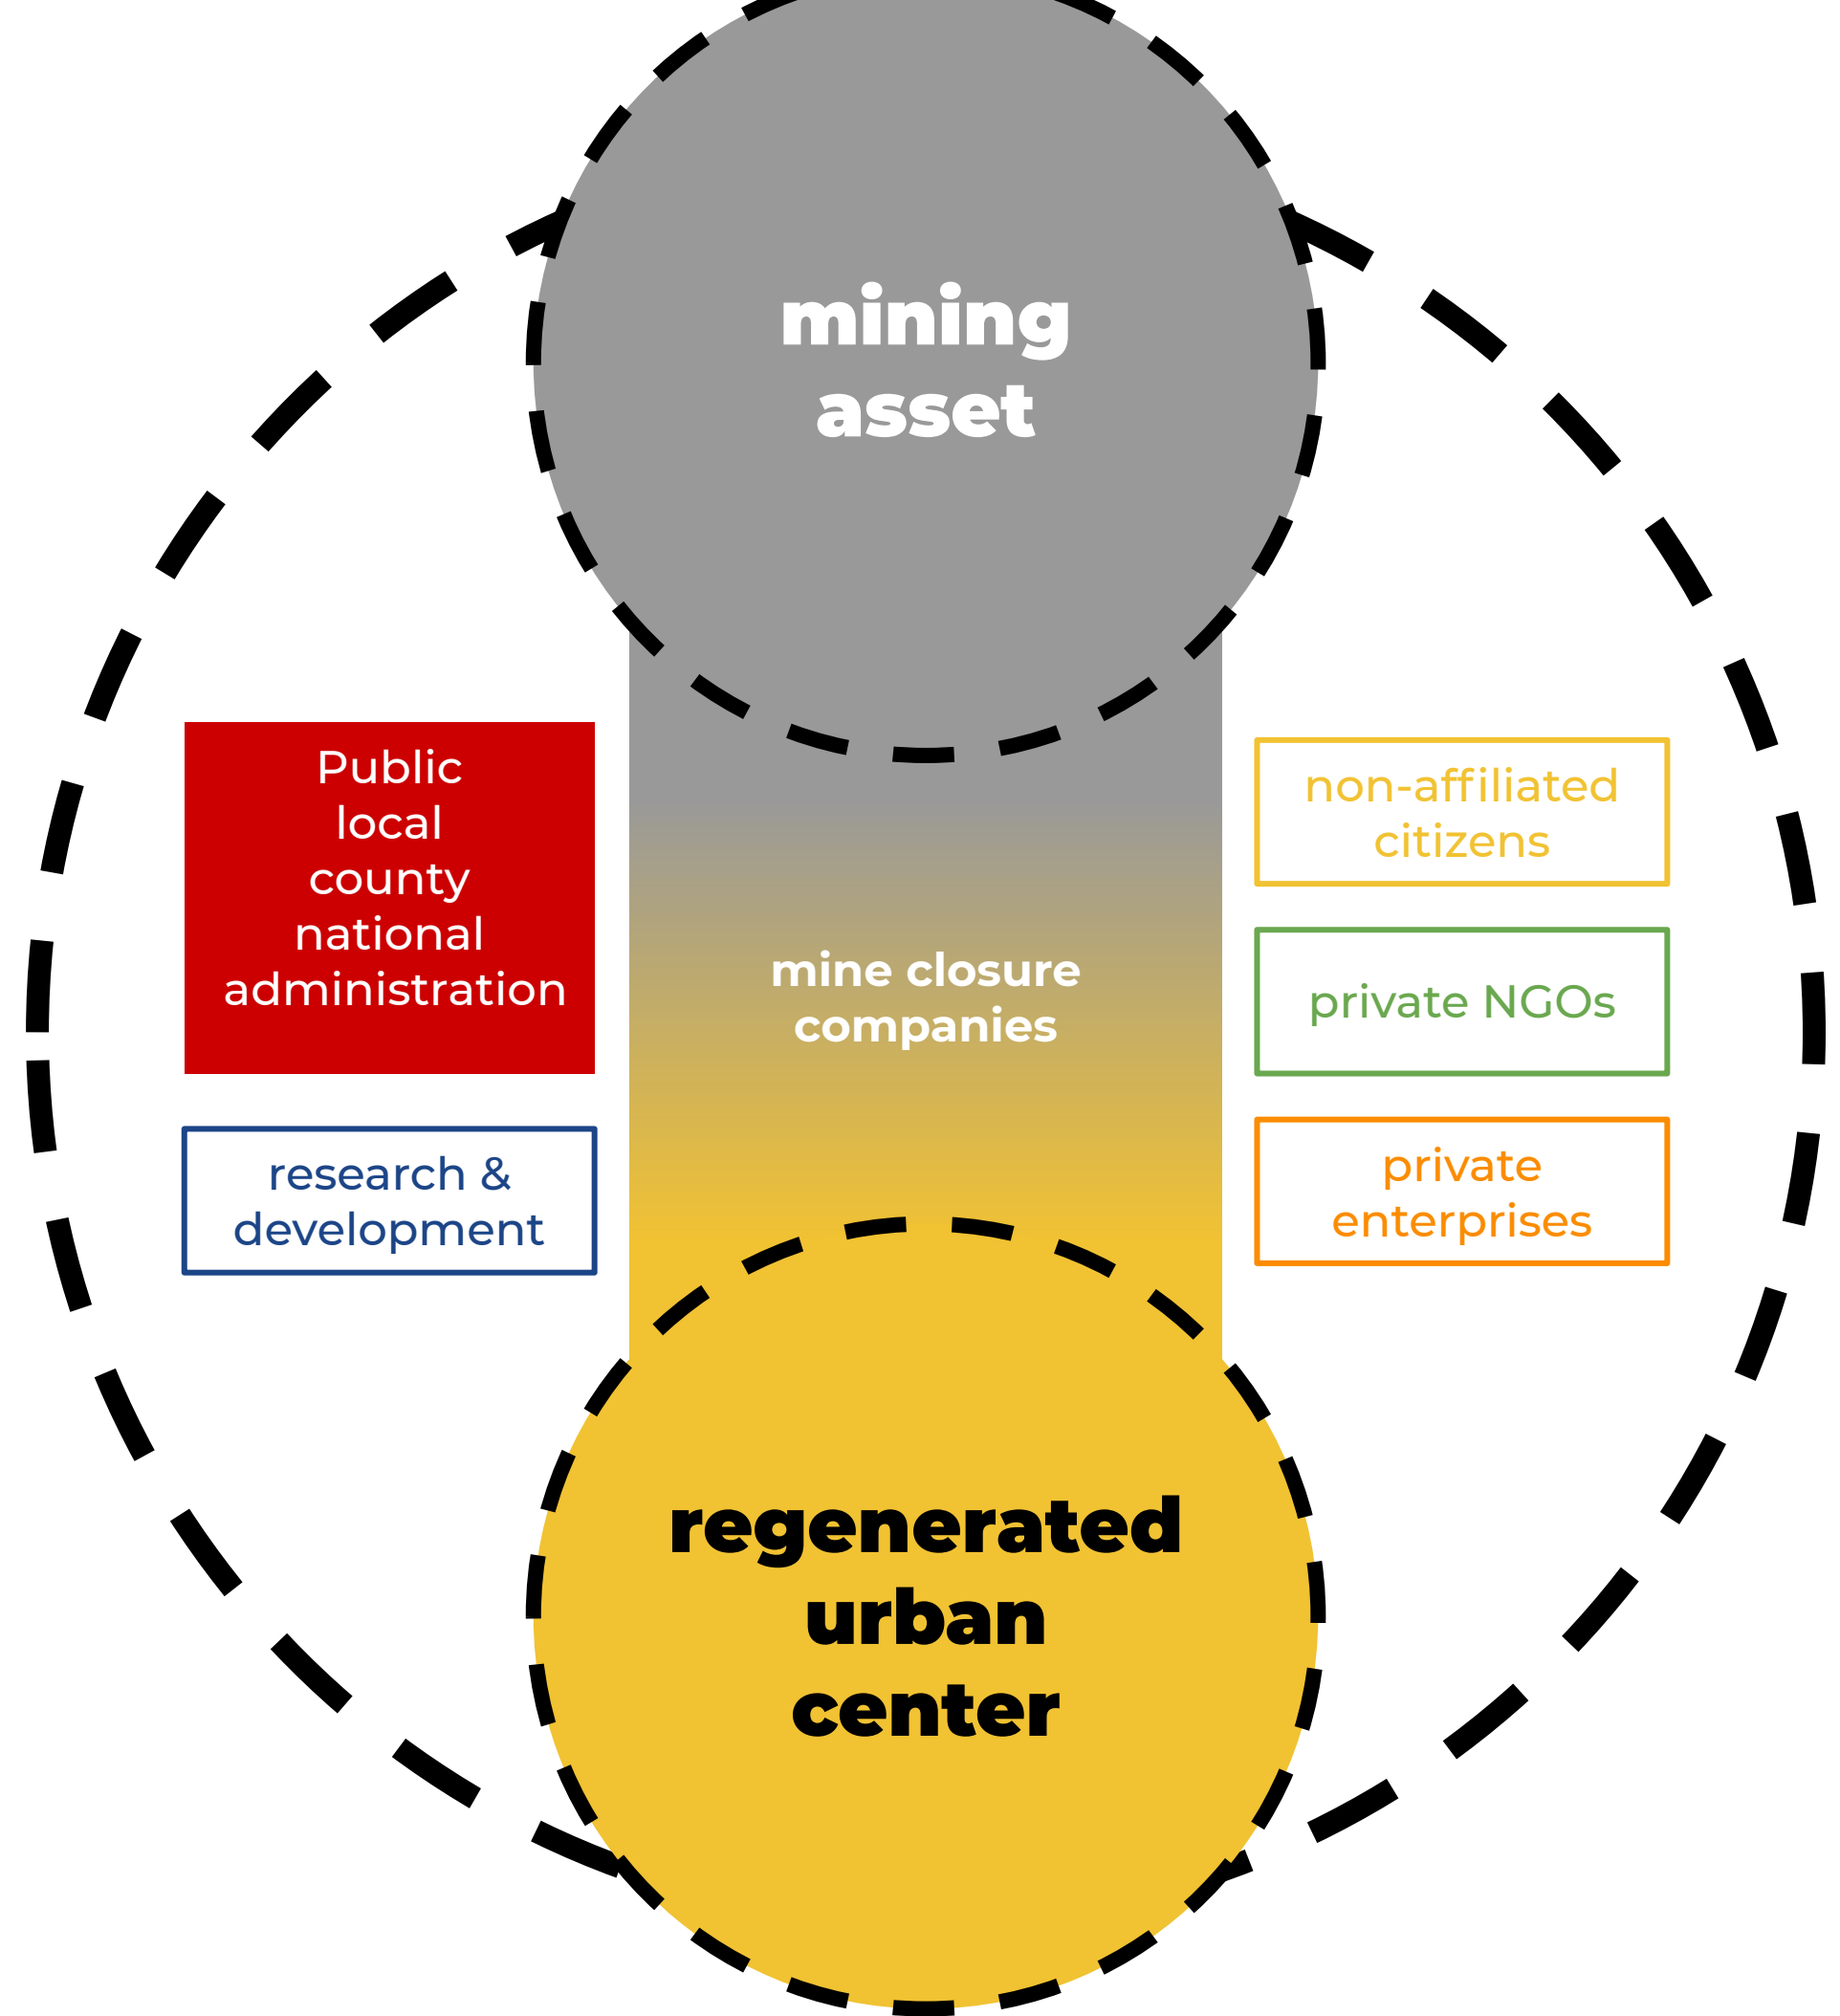 mining
asset
Public
local
county
national
administration
research &
development
mine closure
companies
non-affiliated
citizens
private NGOs
private
enterprises
regenerated
urban
center